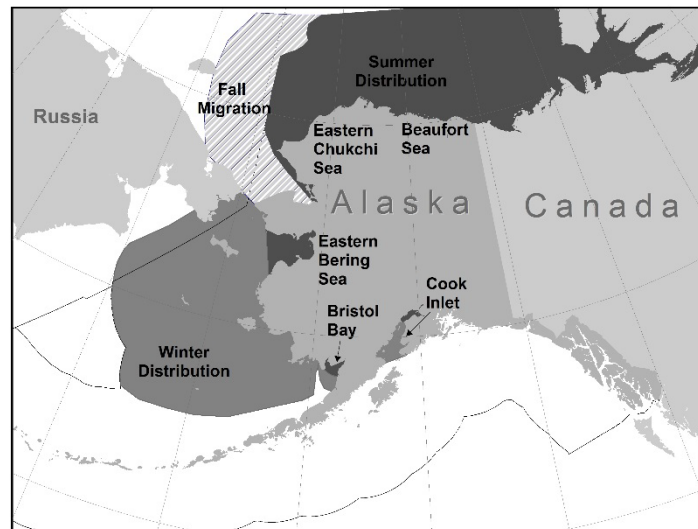 Summer
Distribution
Fall
Migration
Russia
Eastern
Chukchi
Sea
Beaufort
Sea
Alaska
Canada
Eastern
Bering
Sea
Cook
Inlet
Bristol
Bay
Winter
Distribution